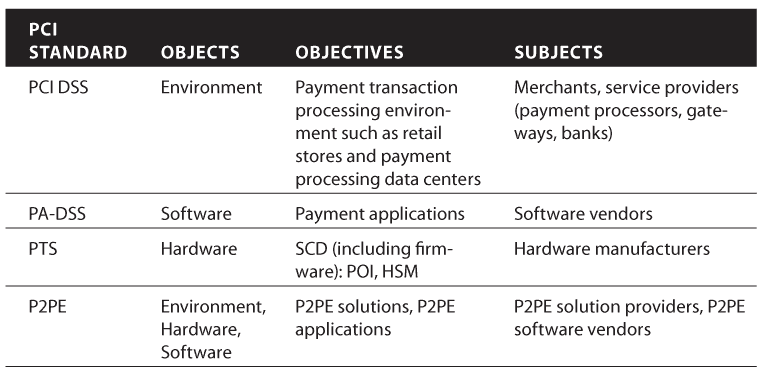 PCI STANDARD OBJECTS OBJECTIVES SUBJECTS
PCI DSS Environment Payment transaction Merchants, service providers
processing environ- (payment processors, gate-
ment such as retail ways, banks)
stores and payment
processing data centers
PA-DSS Software Payment applications Software vendors
PTS Hardware SCD (including firm- Hardware manufacturers
ware): POI, HSM
P2PE Environment, P2PE solutions, P2PE P2PE solution providers, P2PE
Hardware, applications software vendors
Software